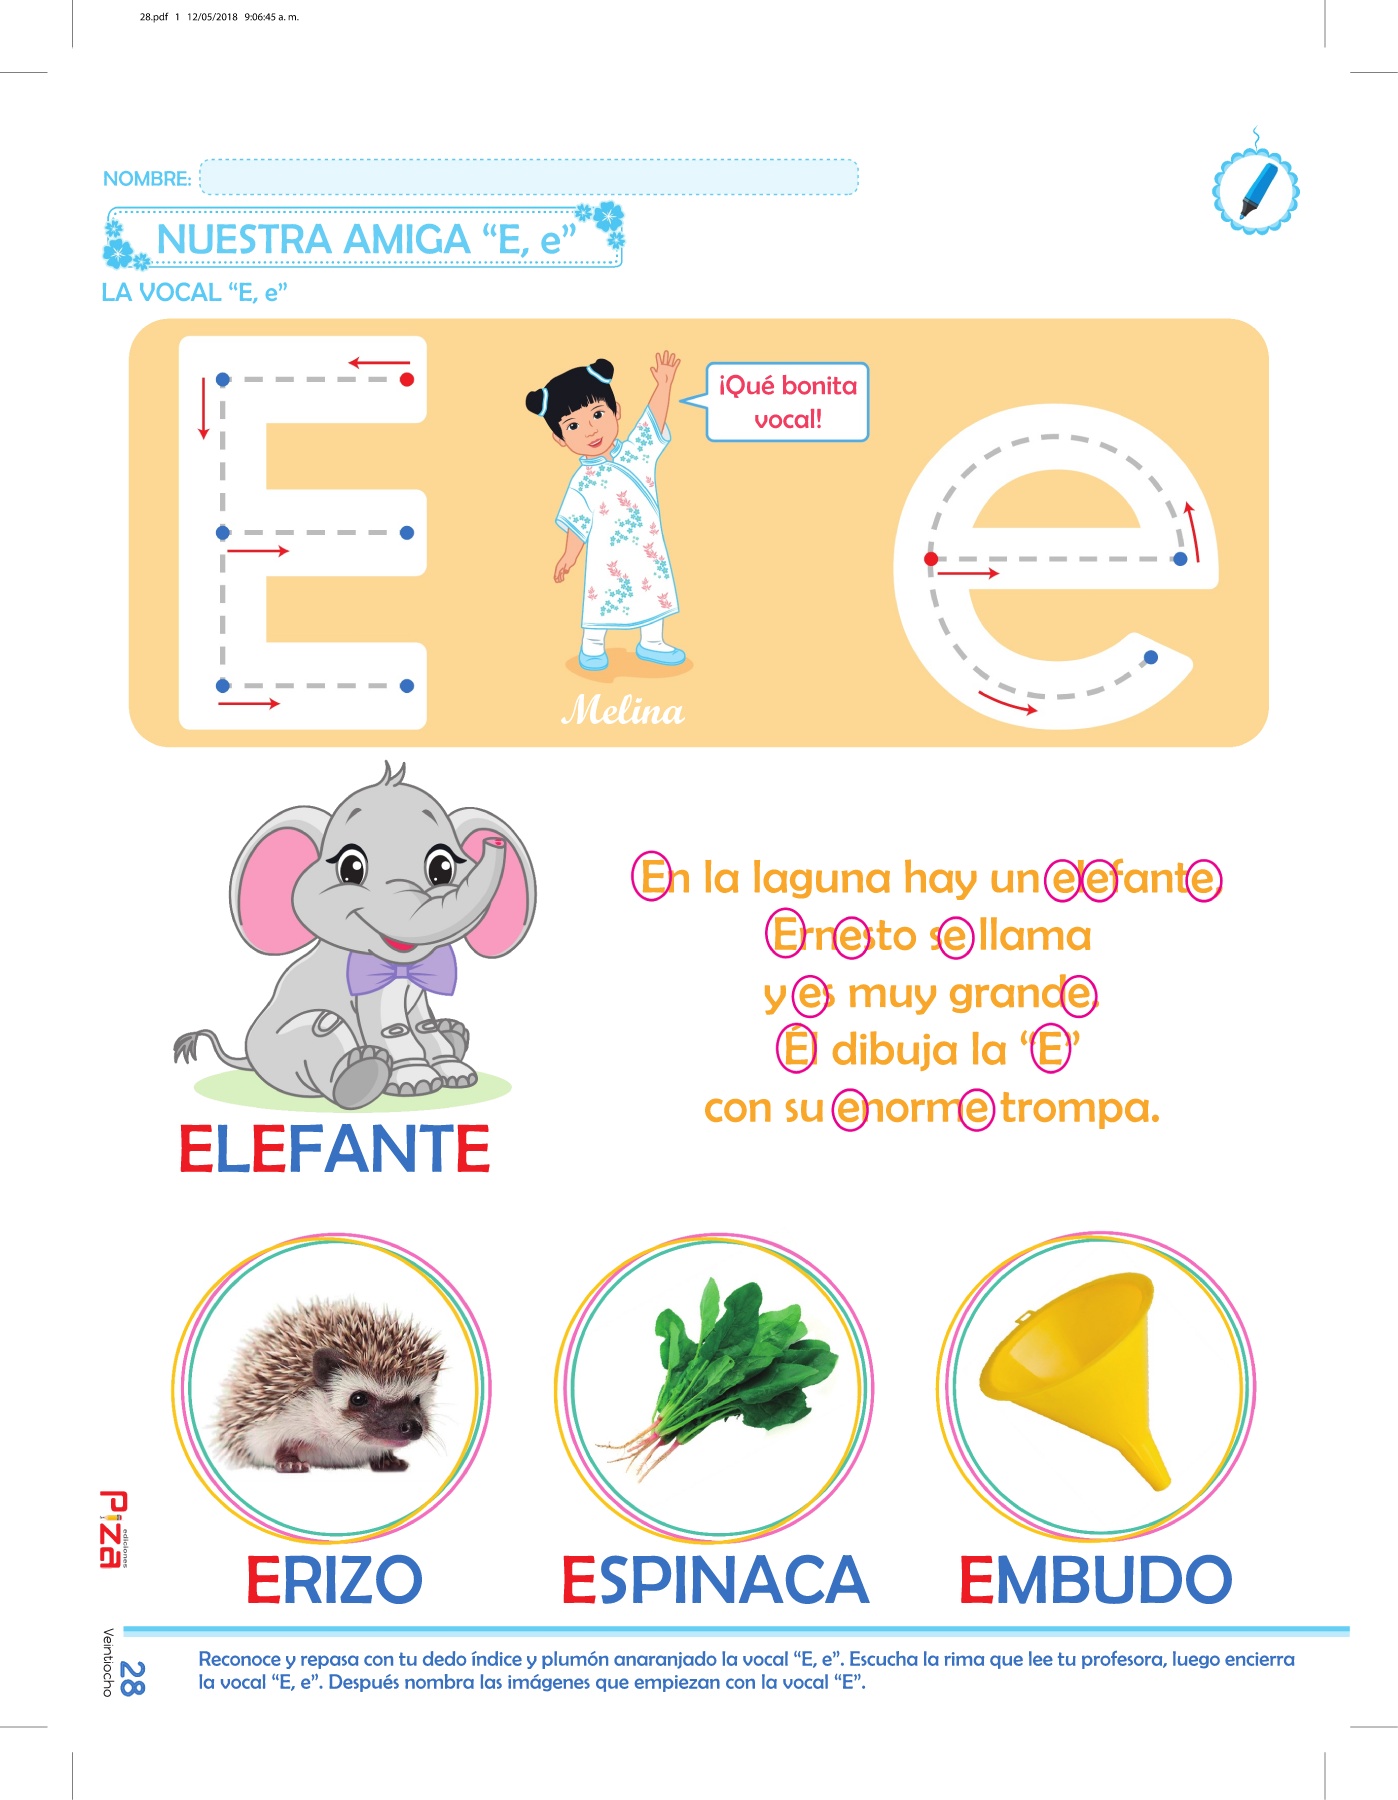 28.pdf 1 12/05/2018 9:06:45 a. m.
NOMBRE:
NUESTRA AMIGA “E, e”
LA VOCAL “E, e”
E
¡Qué bonita
vocal!
e
Melina
En la laguna hay un elefante.
Ernesto se llama
y es muy grande.
Él dibuja la “E”
con su enorme trompa.
ELEFANTE
ERIZO
ESPINACA
EMBUDO
Piza
ediciones
Veintiocho
28
Reconoce y repasa con tu dedo índice y plumón anaranjado la vocal “E, e”. Escucha la rima que lee tu profesora, luego encierra
la vocal “E, e”. Después nombra las imágenes que empiezan con la vocal “E”.